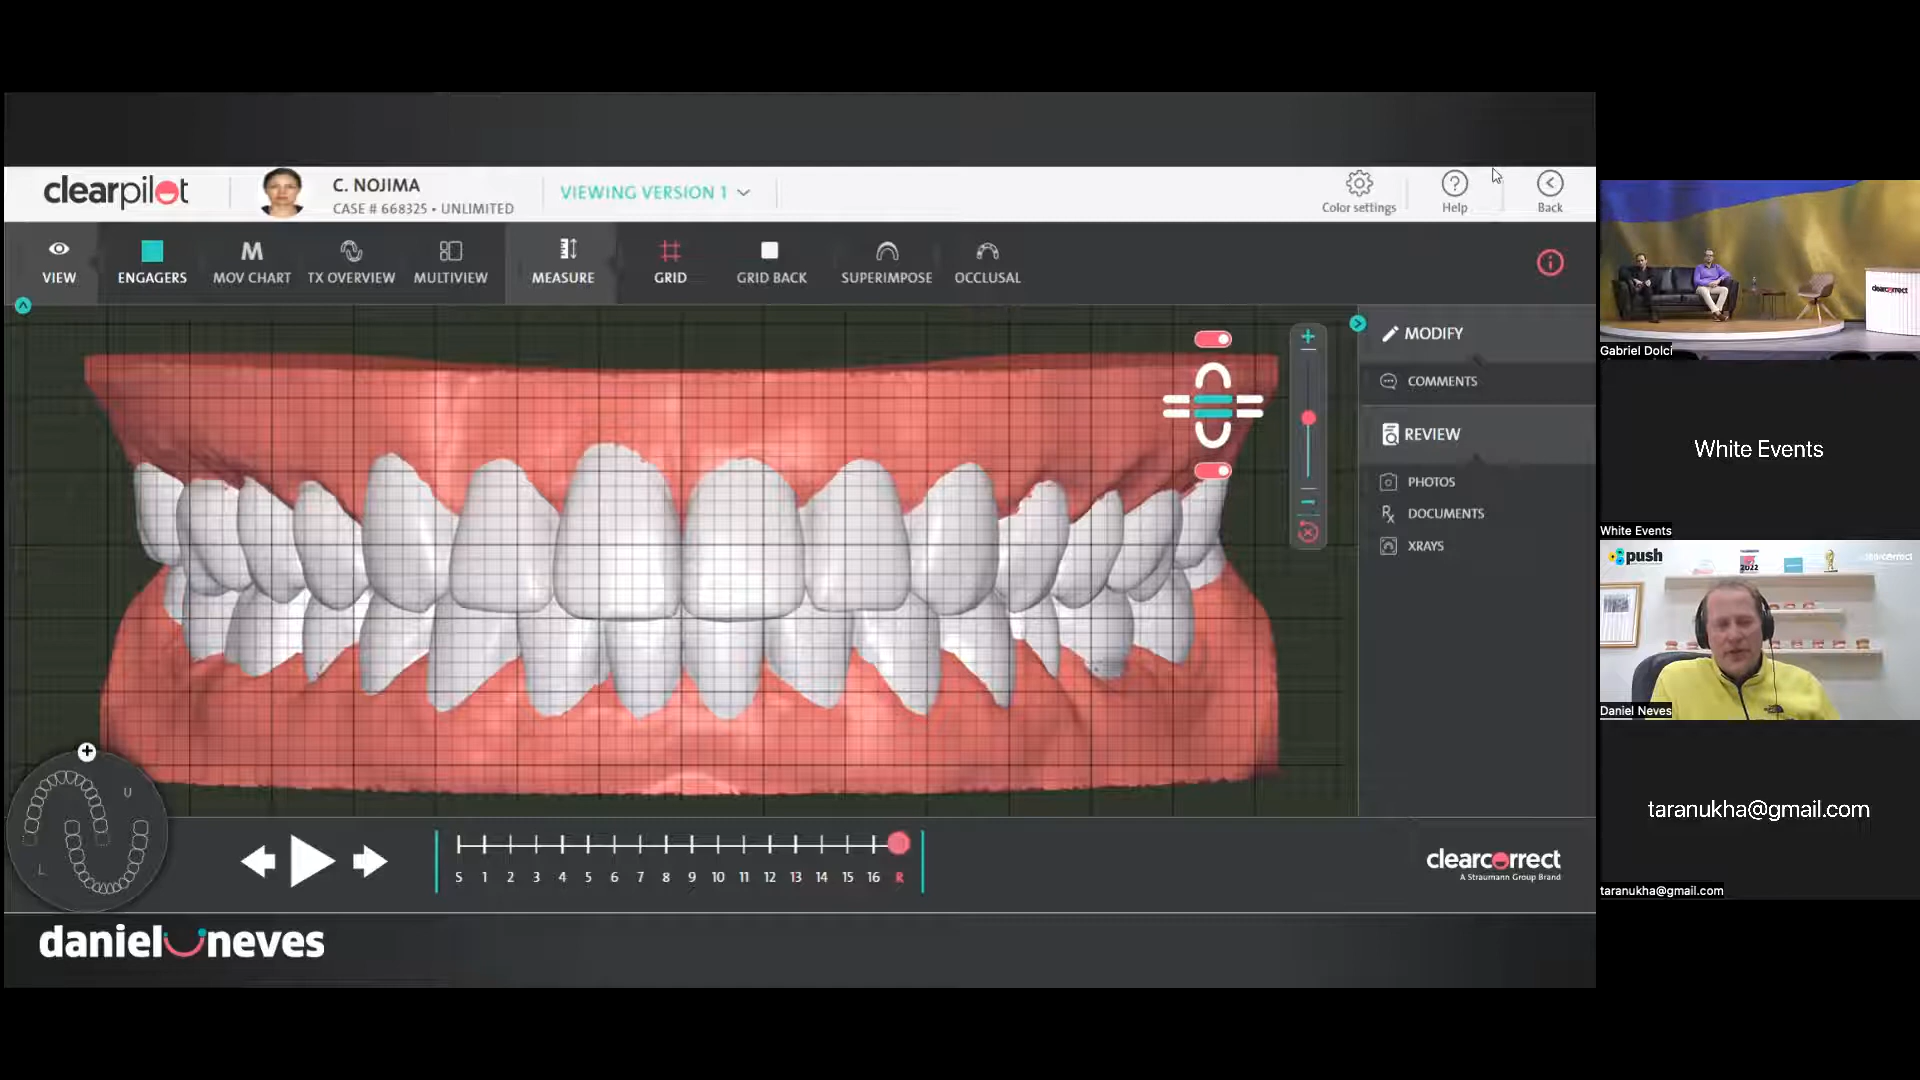 clearpilot
C. NOJIMA
CASE # 668325 • UNLIMITED
VIEWING VERSION 1
Color settings
Help
Back
VIEW
ENGAGERS
MOV CHART
TX OVERVIEW
MULTIVIEW
MEASURE
GRID
GRID BACK
SUPERIMPOSE
OCCLUSAL
MODIFY
COMMENTS
REVIEW
PHOTOS
DOCUMENTS
XRAYS
U
L
S 1 2 3 4 5 6 7 8 9 10 11 12 13 14 15 16 R
clearcorrect
A Straumann Group Brand
daniel neves
clearcorrect
Gabriel Dolci
White Events
White Events
push
2022
clearcorrect
Daniel Neves
taranukha@gmail.com
taranukha@gmail.com